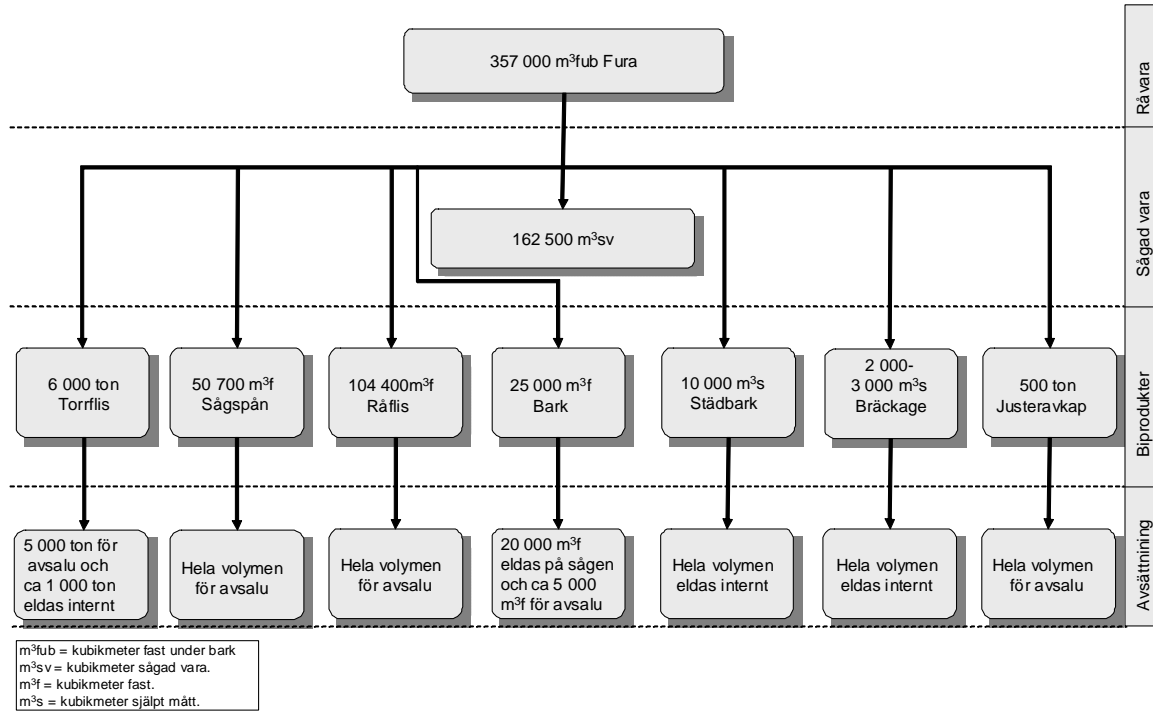 357 000 m³fub Fura
Råvara
162 500 m³sv
Sågad vara
6 000 ton
Torrflis
50 700 m³f
Sågspån
104 400m³f
Råflis
25 000 m³f
Bark
10 000 m³s
Städbark
2 000-
3 000 m³s
Bräckage
500 ton
Justeravkap
Biprodukter
5 000 ton för
avsalu och
ca 1 000 ton
eldas internt
Hela volymen
för avsalu
Hela volymen
för avsalu
20 000 m³f
eldas på sågen
och ca 5 000
m³f för avsalu
Hela volymen
eldas internt
Hela volymen
eldas internt
Hela volymen
för avsalu
Avsättnining
m³fub = kubikmeter fast under bark
m³sv = kubikmeter sågad vara.
m³f = kubikmeter fast.
m³s = kubikmeter själpt mått.